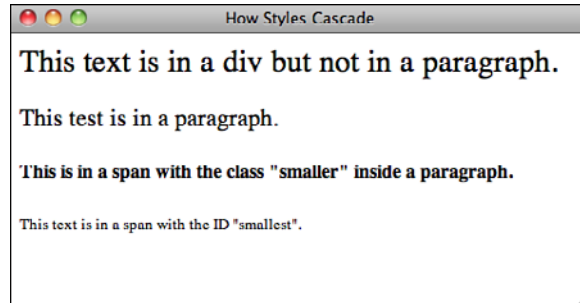 How Styles Cascade
This text is in a div but not in a paragraph.
This test is in a paragraph.
This is in a span with the class "smaller" inside a paragraph.
This text is in a span with the ID "smallest".